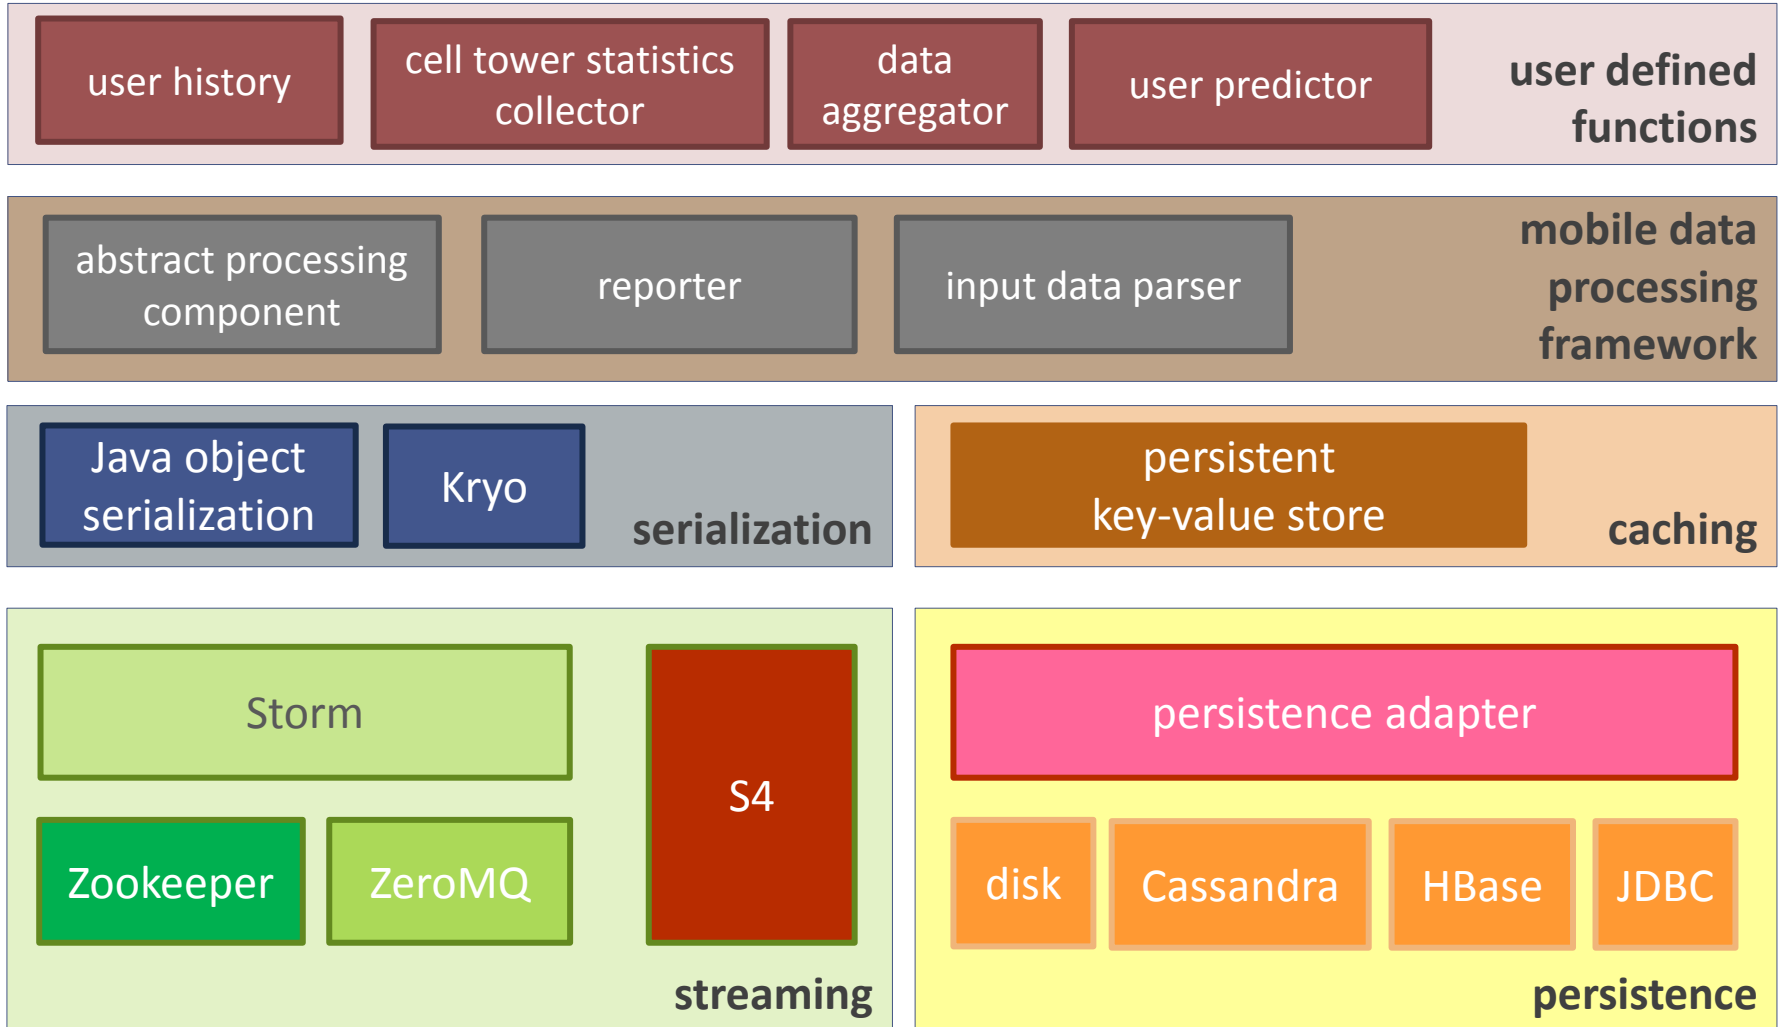 user history
cell tower statistics
collector
data
aggregator
user predictor
user defined
functions
abstract processing
component
reporter
input data parser
mobile data
processing
framework
Java object
serialization
Kryo
serialization
persistent
key-value store
caching
Storm
S4
Zookeeper
ZeroMQ
streaming
persistence adapter
disk
Cassandra
HBase
JDBC
persistence